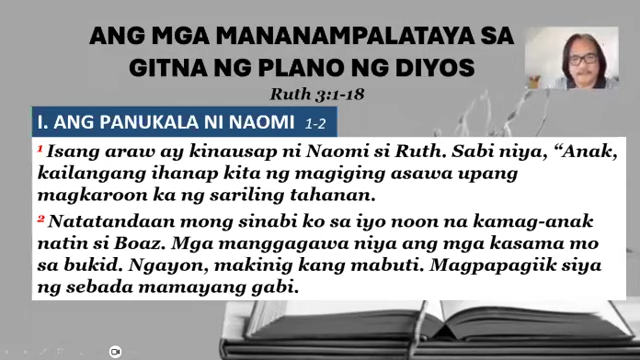 ANG MGA MANANAMPALATAYA SA
GITNA NG PLANO NG DIYOS
Ruth 3:1-18
I. ANG PANUKALA NI NAOMI 1-2
1 Isang araw ay kinausap ni Naomi si Ruth. Sabi niya, “Anak,
kailangang ihanap kita ng magiging asawa upang
magkaroon ka ng sariling tahanan.
2 Natatandaan mong sinabi ko sa iyo noon na kamag-anak
natin si Boaz. Mga manggagawa niya ang mga kasama mo
sa bukid. Ngayon, makinig kang mabuti. Magpapagiik siya
ng sebada mamayang gabi.